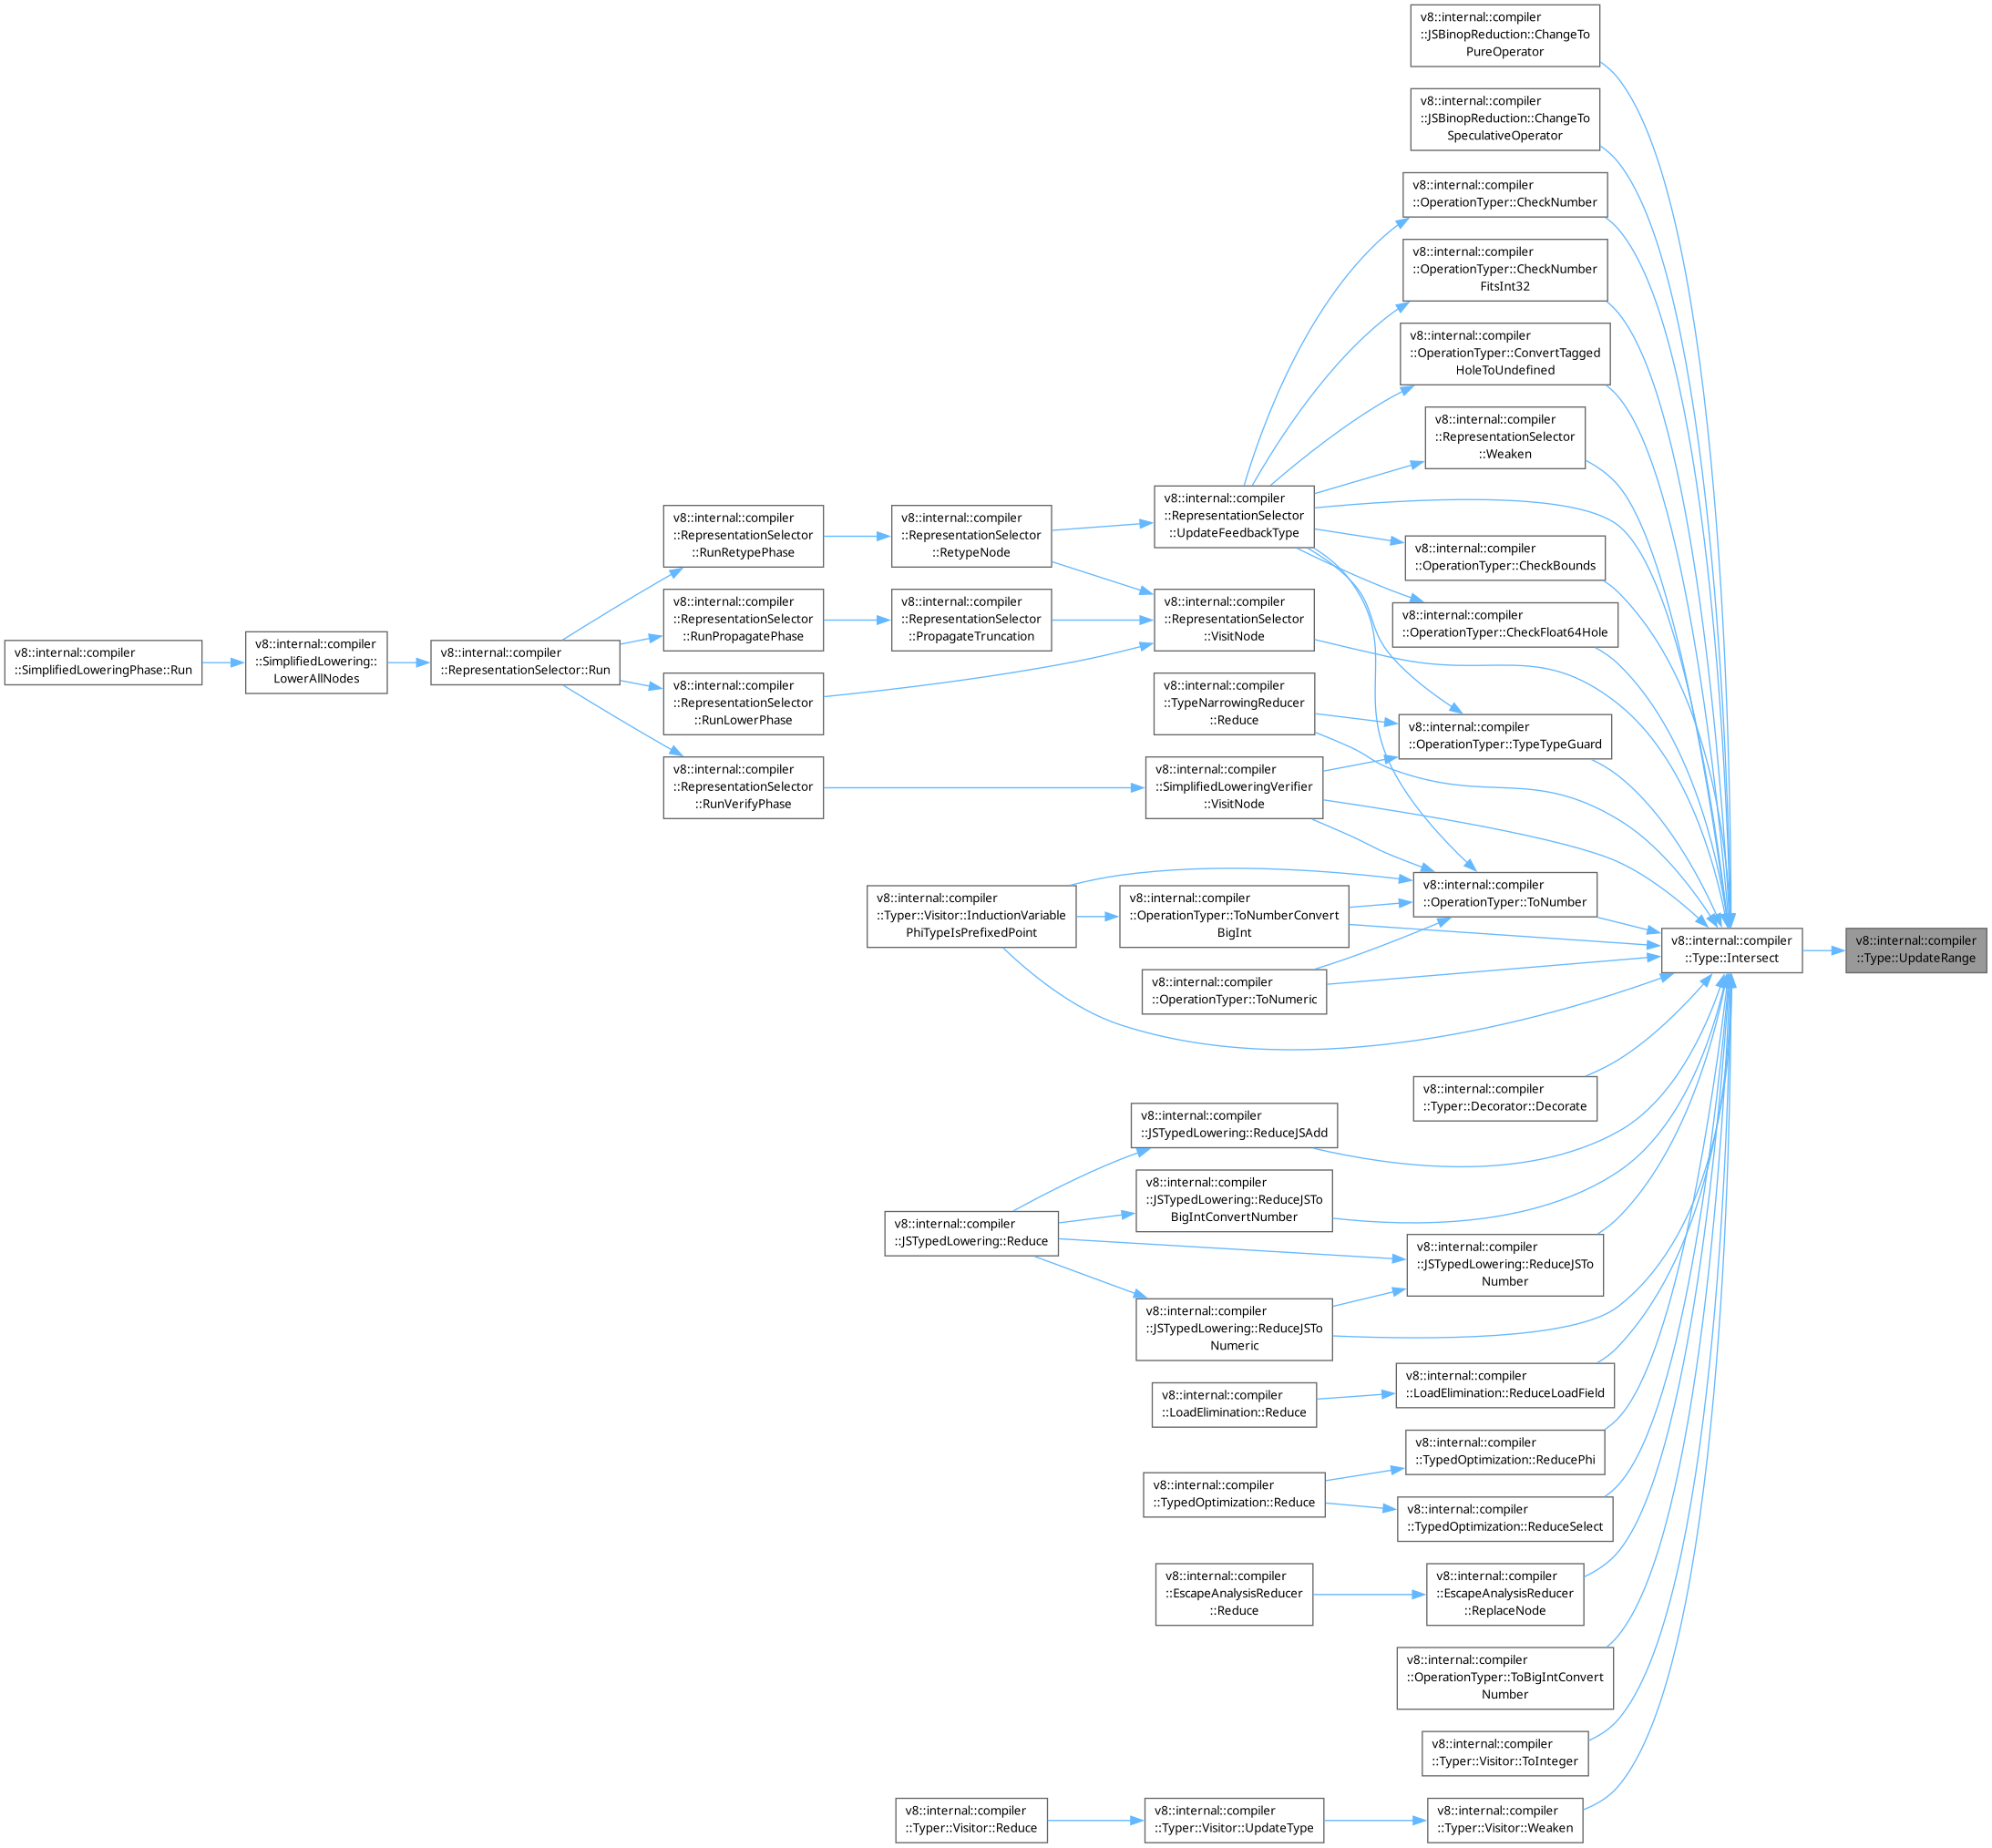 v8::internal::compiler
::JSBinopReduction::ChangeTo
PureOperator
v8::internal::compiler
::JSBinopReduction::ChangeTo
SpeculativeOperator
v8::internal::compiler
::OperationTyper::CheckNumber
v8::internal::compiler
::OperationTyper::CheckNumber
FitsInt32
v8::internal::compiler
::OperationTyper::ConvertTagged
HoleToUndefined
v8::internal::compiler
::RepresentationSelector
::Weaken
v8::internal::compiler
::RepresentationSelector
::UpdateFeedbackType
v8::internal::compiler
::RepresentationSelector
::RetypeNode
v8::internal::compiler
::RepresentationSelector
::RunRetypePhase
v8::internal::compiler
::OperationTyper::CheckBounds
v8::internal::compiler
::RepresentationSelector
::RunPropagatePhase
v8::internal::compiler
::RepresentationSelector
::PropagateTruncation
v8::internal::compiler
::RepresentationSelector
::VisitNode
v8::internal::compiler
::OperationTyper::CheckFloat64Hole
v8::internal::compiler
::SimplifiedLoweringPhase::Run
v8::internal::compiler
::SimplifiedLowering::
LowerAllNodes
v8::internal::compiler
::RepresentationSelector::Run
v8::internal::compiler
::RepresentationSelector
::RunLowerPhase
v8::internal::compiler
::TypeNarrowingReducer
::Reduce
v8::internal::compiler
::OperationTyper::TypeTypeGuard
v8::internal::compiler
::RepresentationSelector
::RunVerifyPhase
v8::internal::compiler
::SimplifiedLoweringVerifier
::VisitNode
v8::internal::compiler
::OperationTyper::ToNumber
v8::internal::compiler
::Typer::Visitor::InductionVariable
PhiTypeIsPrefixedPoint
v8::internal::compiler
::OperationTyper::ToNumberConvert
BigInt
v8::internal::compiler
::Type::Intersect
v8::internal::compiler
::Type::UpdateRange
v8::internal::compiler
::OperationTyper::ToNumeric
v8::internal::compiler
::Typer::Decorator::Decorate
v8::internal::compiler
::JSTypedLowering::ReduceJSAdd
v8::internal::compiler
::JSTypedLowering::ReduceJSTo
BigIntConvertNumber
v8::internal::compiler
::JSTypedLowering::Reduce
v8::internal::compiler
::JSTypedLowering::ReduceJSTo
Number
v8::internal::compiler
::JSTypedLowering::ReduceJSTo
Numeric
v8::internal::compiler
::LoadElimination::ReduceLoadField
v8::internal::compiler
::LoadElimination::Reduce
v8::internal::compiler
::TypedOptimization::ReducePhi
v8::internal::compiler
::TypedOptimization::Reduce
v8::internal::compiler
::TypedOptimization::ReduceSelect
v8::internal::compiler
::EscapeAnalysisReducer
::Reduce
v8::internal::compiler
::EscapeAnalysisReducer
::ReplaceNode
v8::internal::compiler
::OperationTyper::ToBigIntConvert
Number
v8::internal::compiler
::Typer::Visitor::ToInteger
v8::internal::compiler
::Typer::Visitor::Reduce
v8::internal::compiler
::Typer::Visitor::UpdateType
v8::internal::compiler
::Typer::Visitor::Weaken